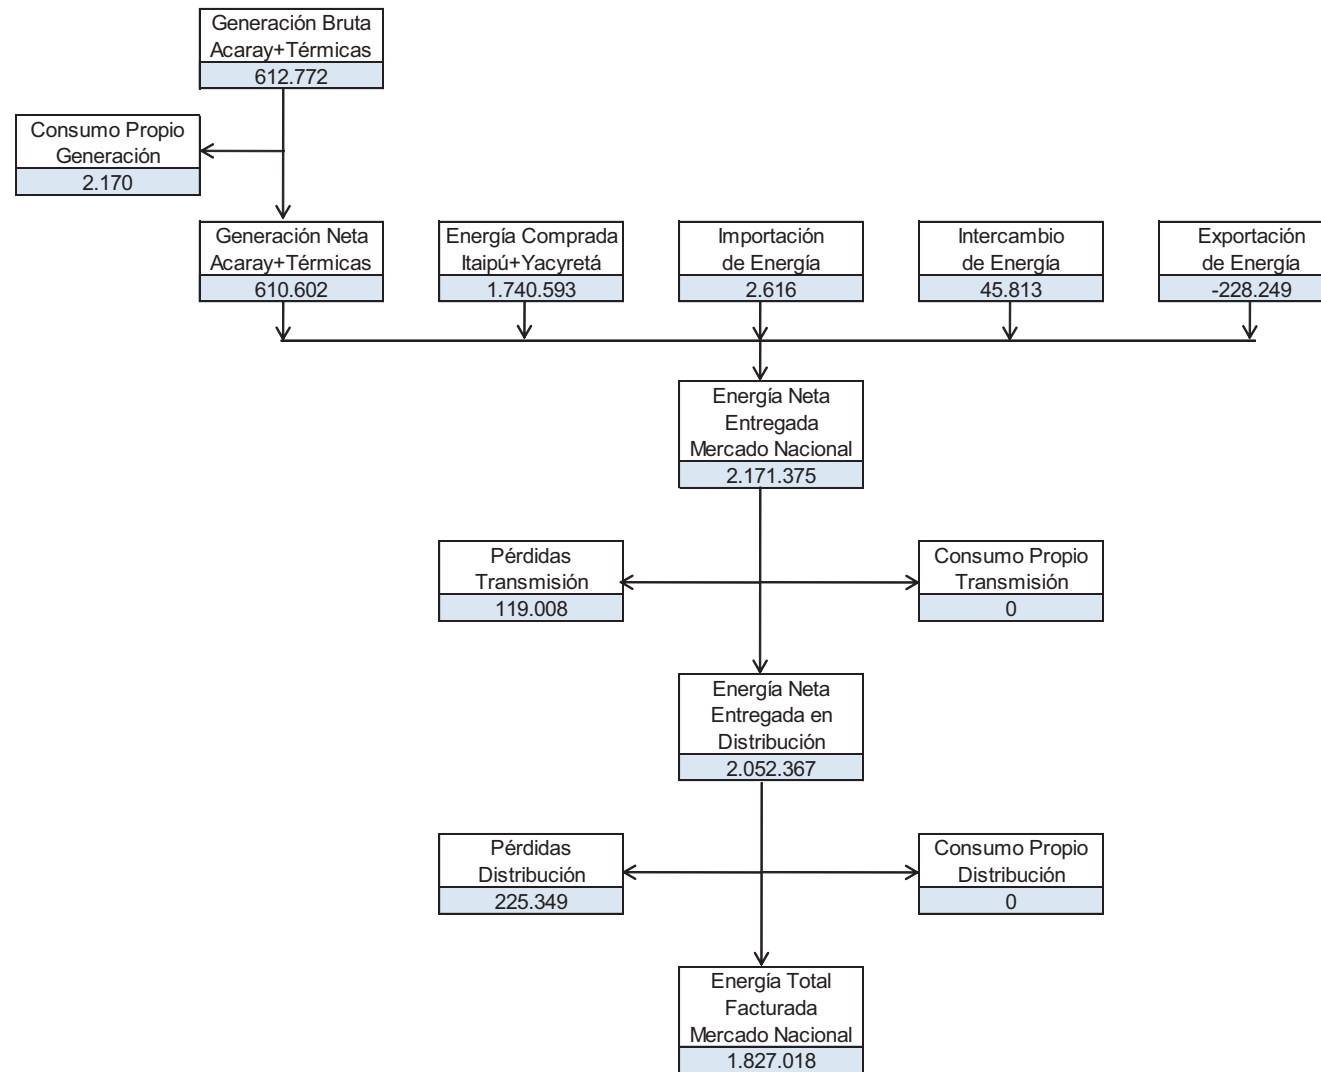 Generación Bruta
Acaray+Térmicas
612.772
Consumo Propio
Generación
2.170
Generación Neta
Acaray+Térmicas
610.602
Energía Comprada
Itaipú+Yacyretá
1.740.593
Importación
de Energía
2.616
Intercambio
de Energía
45.813
Exportación
de Energía
-228.249
Energía Neta
Entregada
Mercado Nacional
2.171.375
Pérdidas
Transmisión
119.008
Consumo Propio
Transmisión
0
Energía Neta
Entregada en
Distribución
2.052.367
Pérdidas
Distribución
225.349
Consumo Propio
Distribución
0
Energía Total
Facturada
Mercado Nacional
1.827.018